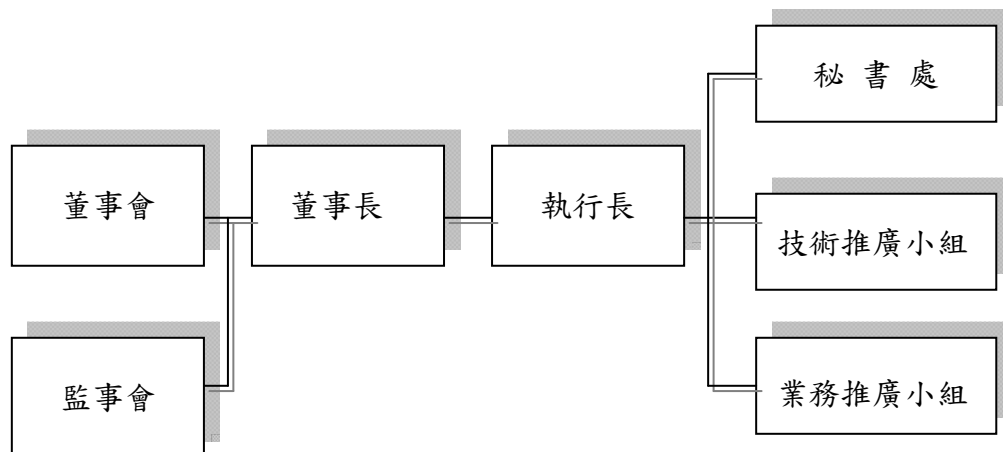 秘書處
董事會
董事長
執行長
技術推廣小組
監事會
業務推廣小組